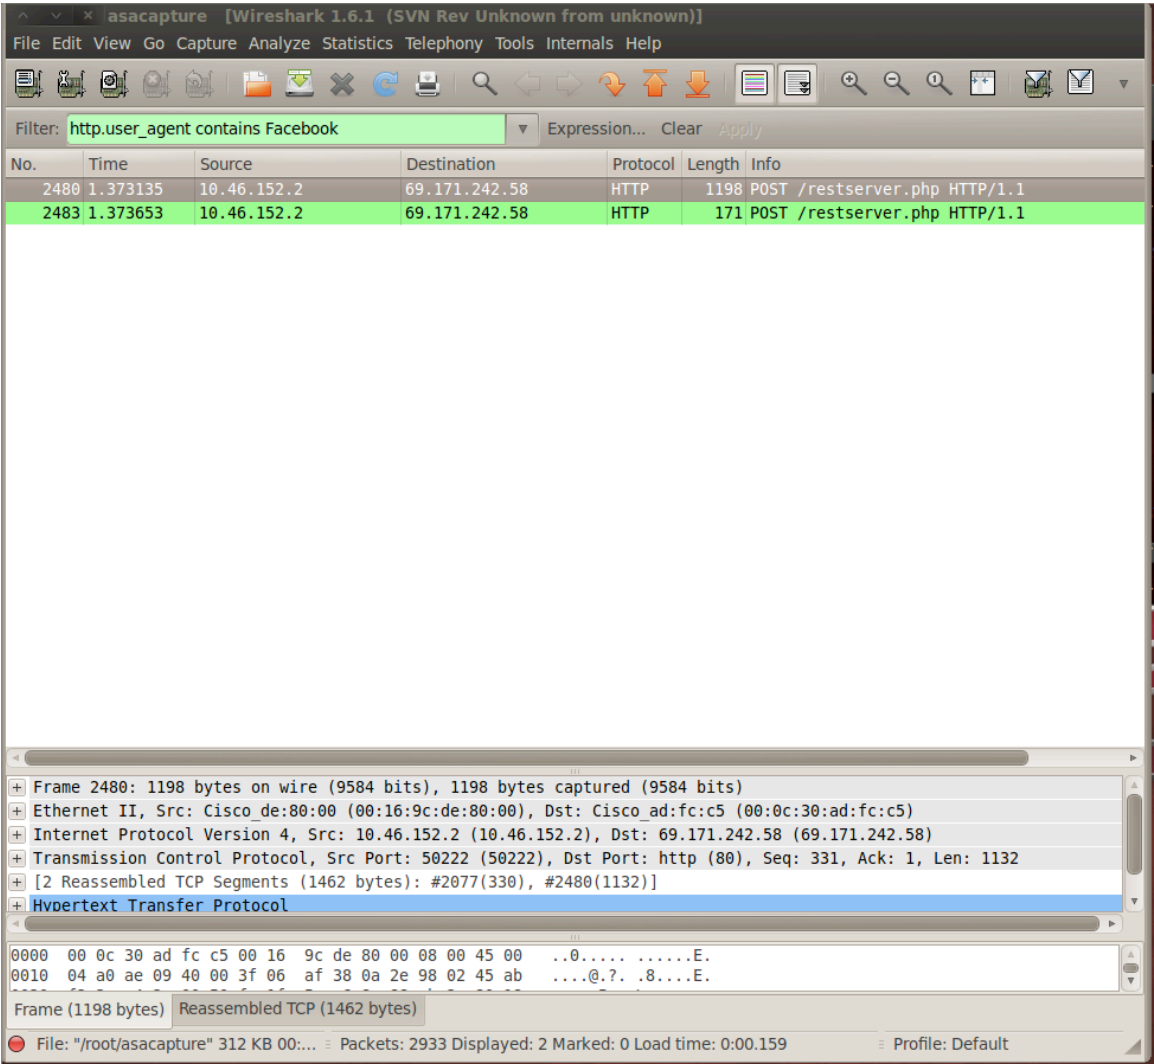 asacapture [Wireshark 1.6.1 (SVN Rev Unknown from unknown)]
File Edit View Go Capture Analyze Statistics Telephony Tools Internals Help
Filter: http.user_agent contains Facebook Expression... Clear Apply
No. Time Source Destination Protocol Length Info
2480 1.373135 10.46.152.2 69.171.242.58 HTTP 1198 POST /restserver.php HTTP/1.1
2483 1.373653 10.46.152.2 69.171.242.58 HTTP 171 POST /restserver.php HTTP/1.1
Frame 2480: 1198 bytes on wire (9584 bits), 1198 bytes captured (9584 bits)
Ethernet II, Src: Cisco_de:80:00 (00:16:9c:de:80:00), Dst: Cisco_ad:fc:c5 (00:0c:30:ad:fc:c5)
Internet Protocol Version 4, Src: 10.46.152.2 (10.46.152.2), Dst: 69.171.242.58 (69.171.242.58)
Transmission Control Protocol, Src Port: 50222 (50222), Dst Port: http (80), Seq: 331, Ack: 1, Len: 1132
[2 Reassembled TCP Segments (1462 bytes): #2077(330), #2480(1132)]
Hypertext Transfer Protocol
0000 00 0c 30 ad fc c5 00 16 9c de 80 00 08 00 45 00 ..0..... ......E.
0010 04 a0 ae 09 40 00 3f 06 af 38 0a 2e 98 02 45 ab ....@.?. .8....E.
Frame (1198 bytes) Reassembled TCP (1462 bytes)
File: "/root/asacapture" 312 KB 00:... Packets: 2933 Displayed: 2 Marked: 0 Load time: 0:00.159 Profile: Default